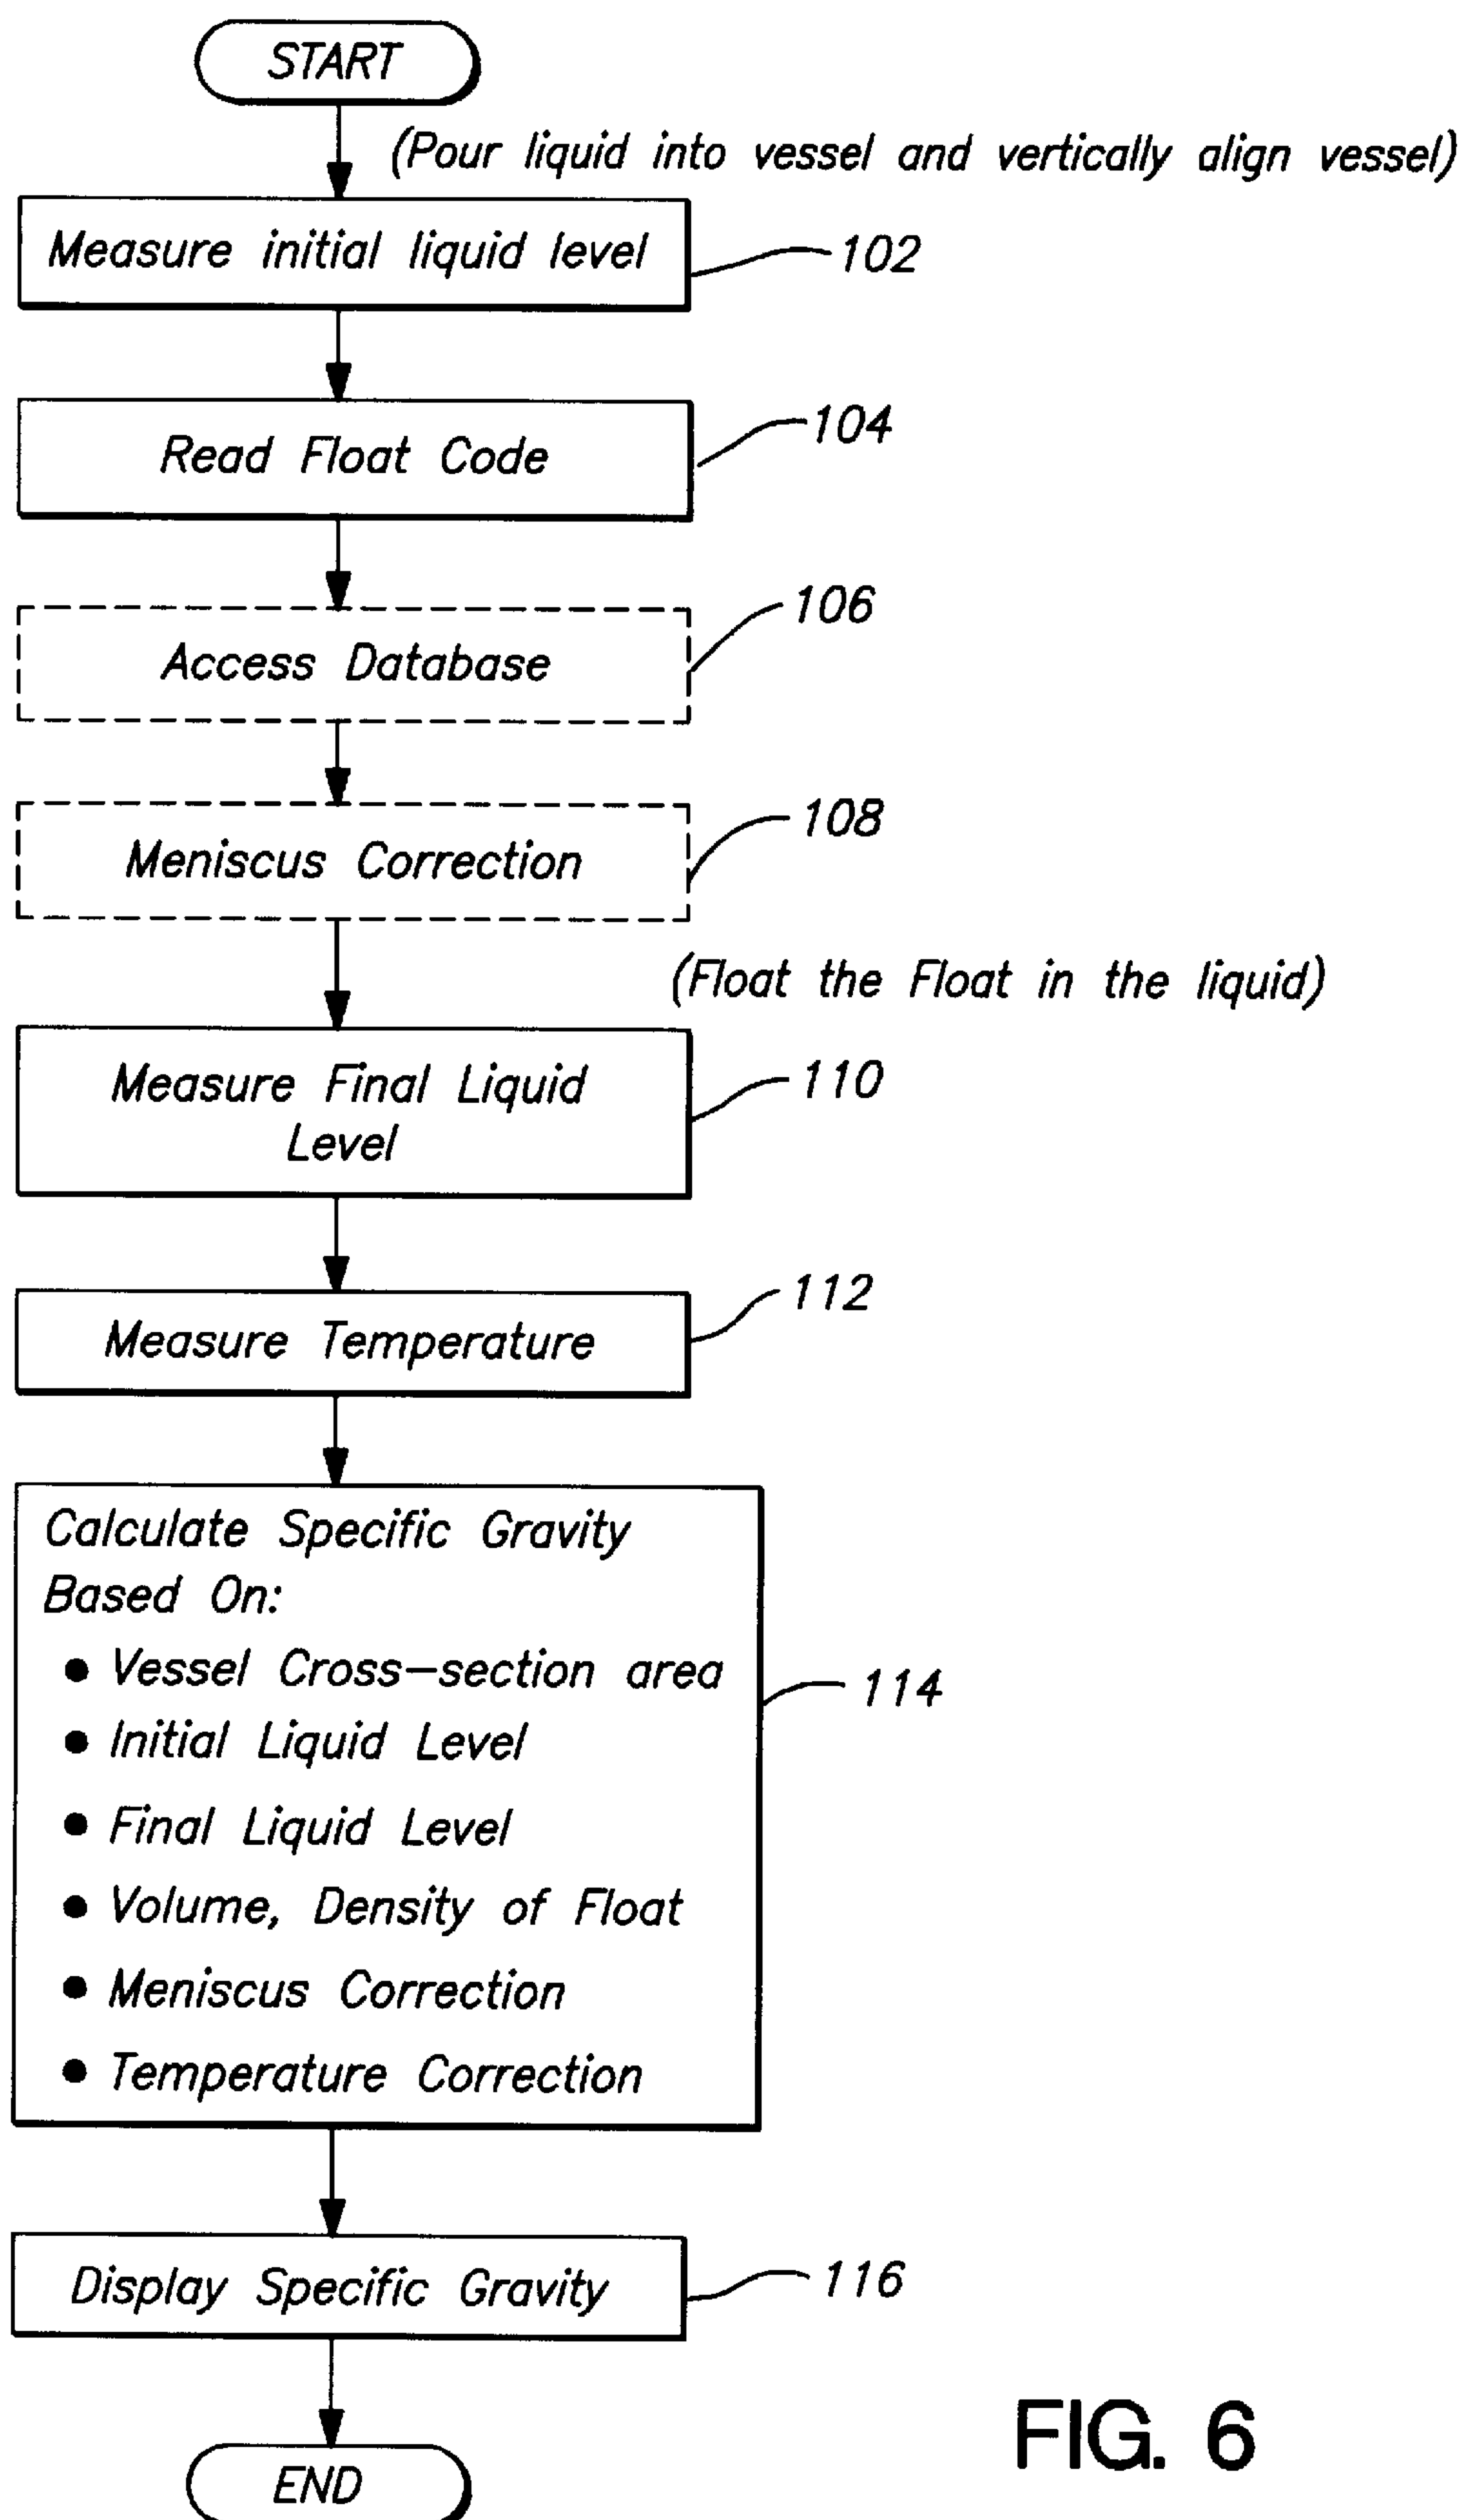 START
(Pour liquid into vessel and vertically align vessel)
Measure initial liquid level
102
Read Float Code
104
Access Database
106
Meniscus Correction
108
(Float the Float in the liquid)
Measure Final Liquid
Level
110
Measure Temperature
112
Calculate Specific Gravity
Based On:
● Vessel Cross-section area
● Initial Liquid Level
● Final Liquid Level
● Volume, Density of Float
● Meniscus Correction
● Temperature Correction
114
Display Specific Gravity
116
END
FIG. 6